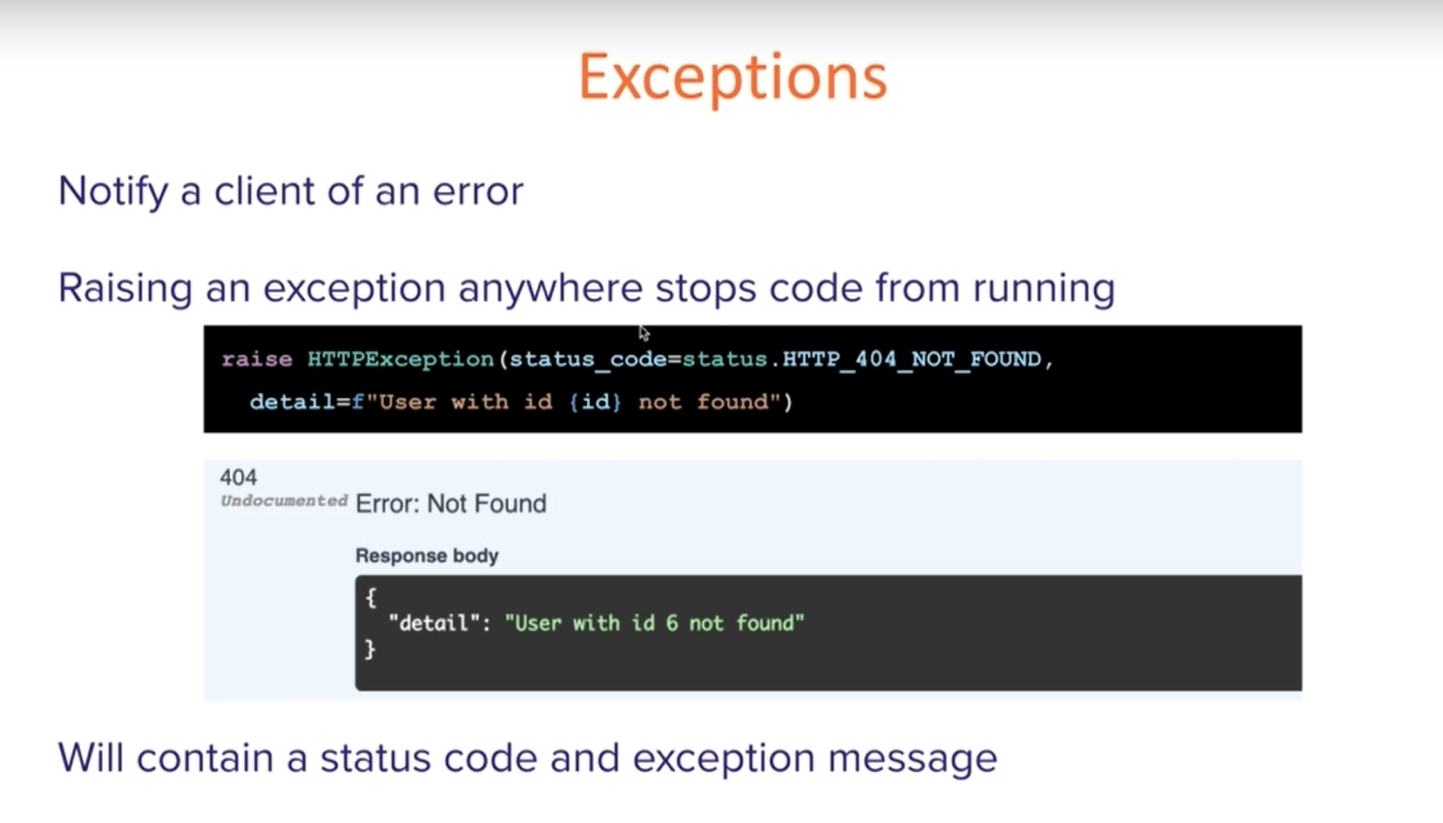 Exceptions
Notify a client of an error
Raising an exception anywhere stops code from running
raise HTTPException(status_code=status.HTTP_404_NOT_FOUND,
detail=f"User with id {id} not found")
404
Undocumented Error: Not Found
Response body
{
"detail": "User with id 6 not found"
}
Will contain a status code and exception message